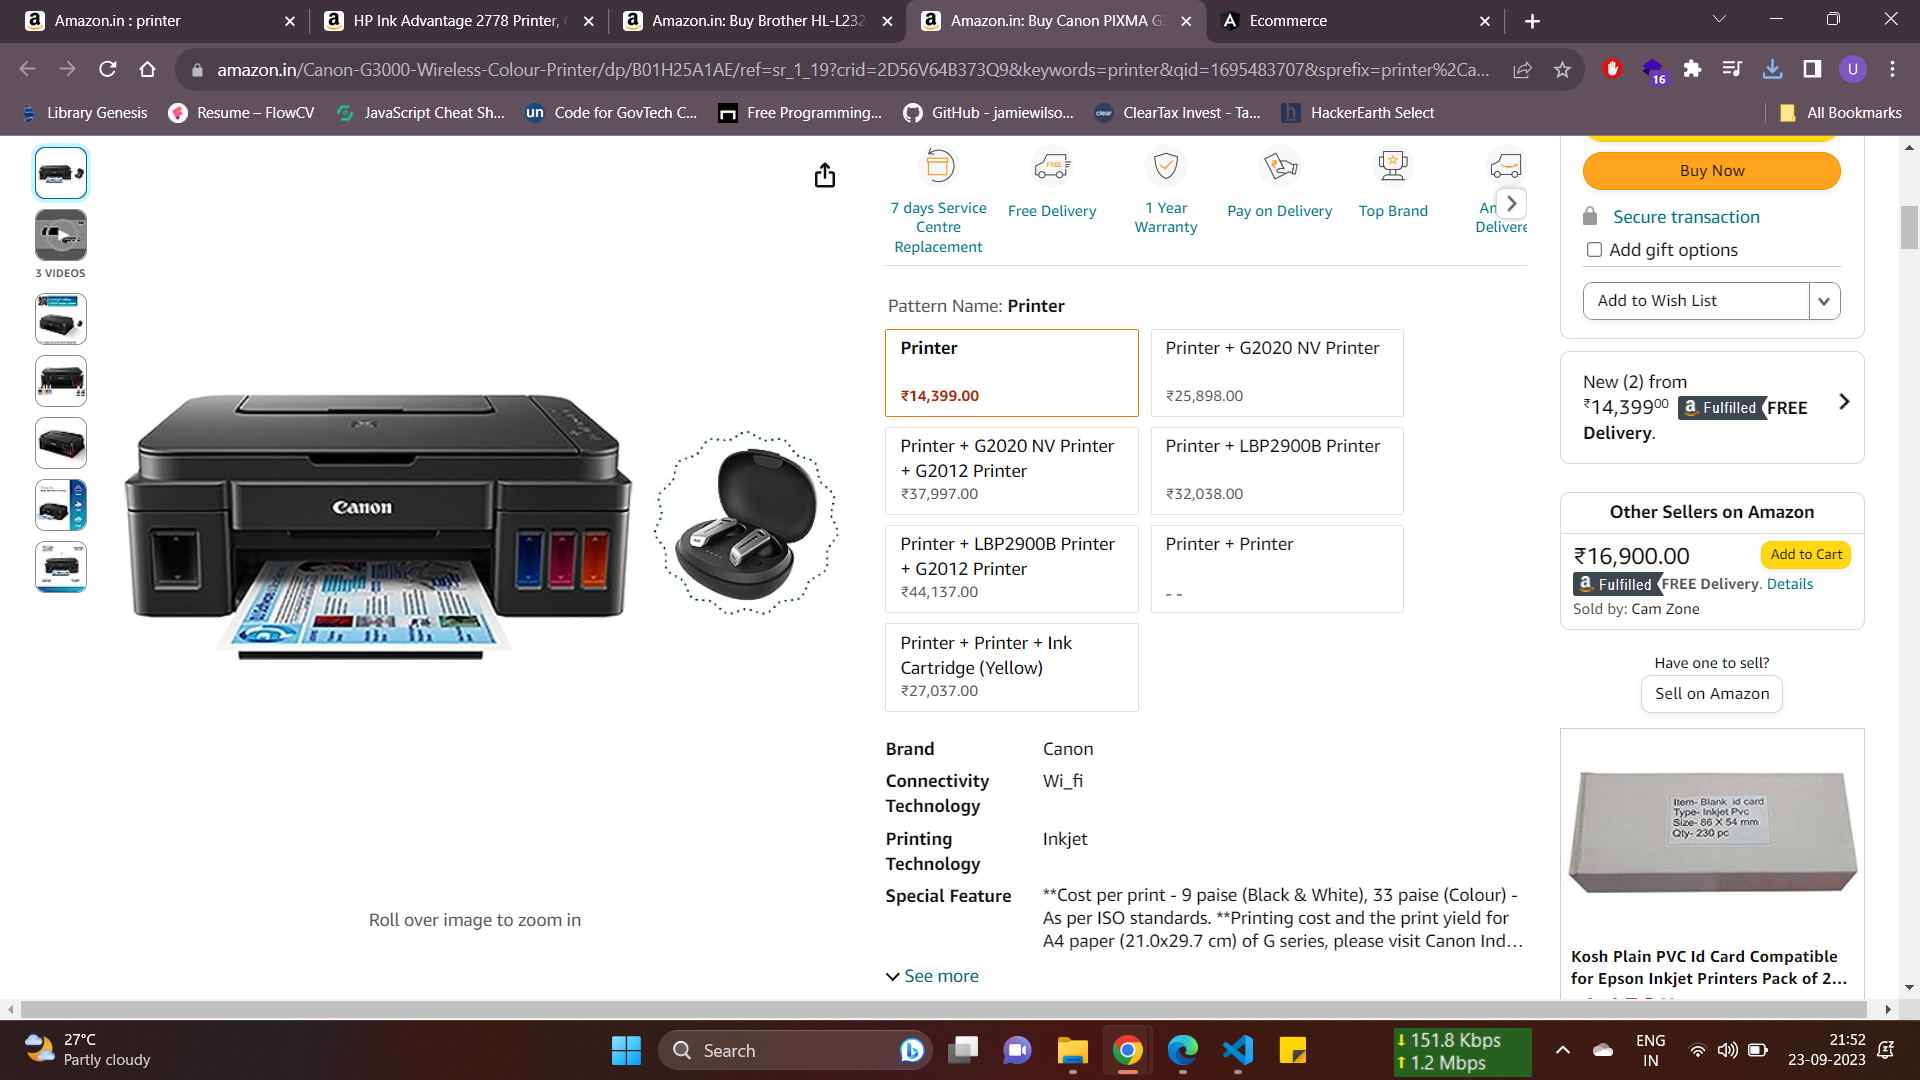 Amazon.in : printer
HP Ink Advantage 2778 Printer,
Amazon.in: Buy Brother HL-L232
Amazon.in: Buy Canon PIXMA G
Ecommerce
amazon.in/Canon-G3000-Wireless-Colour-Printer/dp/B01H25A1AE/ref=sr_1_19?crid=2D56V64B373Q9&keywords=printer&qid=1695483707&sprefix=printer%2Ca...
16
U
Library Genesis
Resume – FlowCV
JavaScript Cheat Sh...
un
Code for GovTech C...
Free Programming...
GitHub - jamiewilso...
clear
ClearTax Invest - Ta...
h
HackerEarth Select
All Bookmarks
3 VIDEOS
Canon
Roll over image to zoom in
7 days Service
Centre
Replacement
FREE
Free Delivery
1 Year
Warranty
Pay on Delivery
Top Brand
Delivere
Pattern Name: Printer
Printer
₹14,399.00
Printer + G2020 NV Printer
₹25,898.00
Printer + G2020 NV Printer
+ G2012 Printer
₹37,997.00
Printer + LBP2900B Printer
₹32,038.00
Printer + LBP2900B Printer
+ G2012 Printer
₹44,137.00
Printer + Printer
- -
Printer + Printer + Ink
Cartridge (Yellow)
₹27,037.00
Brand Canon
Connectivity Wi_fi
Technology
Printing Inkjet
Technology
Special Feature **Cost per print - 9 paise (Black & White), 33 paise (Colour) -
As per ISO standards. **Printing cost and the print yield for
A4 paper (21.0x29.7 cm) of G series, please visit Canon Ind...
See more
Buy Now
Secure transaction
Add gift options
Add to Wish List
New (2) from
₹14,399⁰⁰ a Fulfilled FREE
Delivery.
Other Sellers on Amazon
₹16,900.00
Add to Cart
a Fulfilled FREE Delivery. Details
Sold by: Cam Zone
Have one to sell?
Sell on Amazon
Item- Blank id card
Type- Inkjet Pvc
Size- 86 X 54 mm
Qty- 230 pc
Kosh Plain PVC Id Card Compatible
for Epson Inkjet Printers Pack of 2...
27°C
Partly cloudy
Search
151.8 Kbps
1.2 Mbps
ENG
IN
21:52
23-09-2023